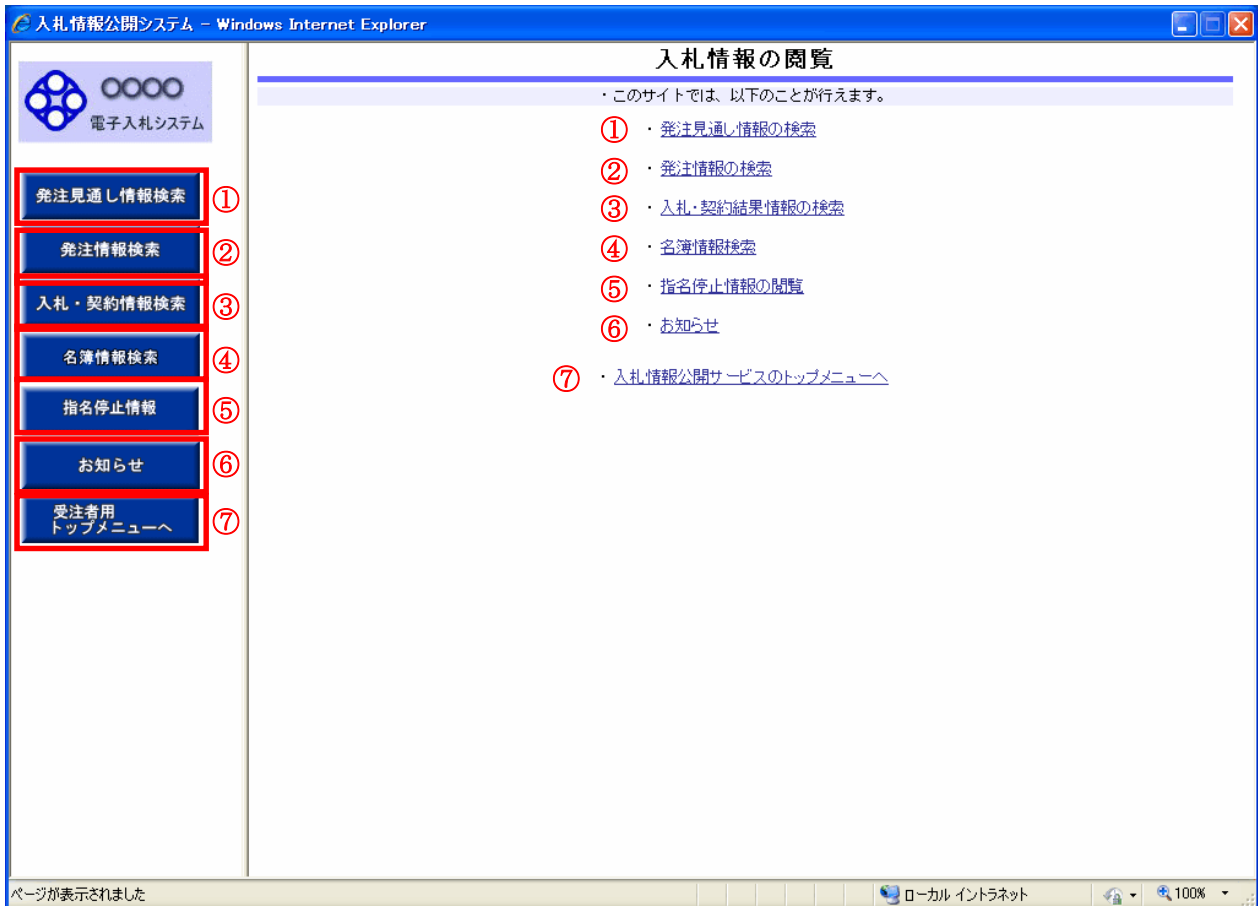 入札情報公開システム - Windows Internet Explorer
〇〇〇〇
電子入札システム
発注見通し情報検索 ①
発注情報検索 ②
入札・契約情報検索 ③
名簿情報検索 ④
指名停止情報 ⑤
お知らせ ⑥
受注者用
トップメニューへ ⑦
入札情報の閲覧
・このサイトでは、以下のことが行えます。
① ・発注見通し情報の検索
② ・発注情報の検索
③ ・入札・契約結果情報の検索
④ ・名簿情報検索
⑤ ・指名停止情報の閲覧
⑥ ・お知らせ
⑦ ・入札情報公開サービスのトップメニューへ
ページが表示されました
ローカル イントラネット
100%